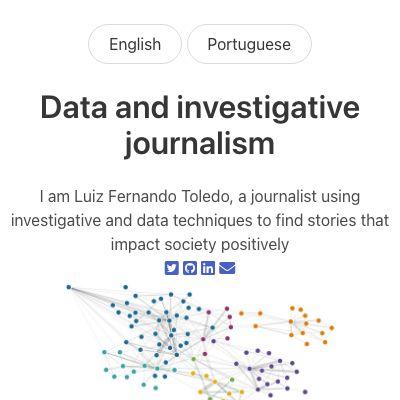 English
Portuguese
Data and investigative
journalism
I am Luiz Fernando Toledo, a journalist using
investigative and data techniques to find stories that
impact society positively